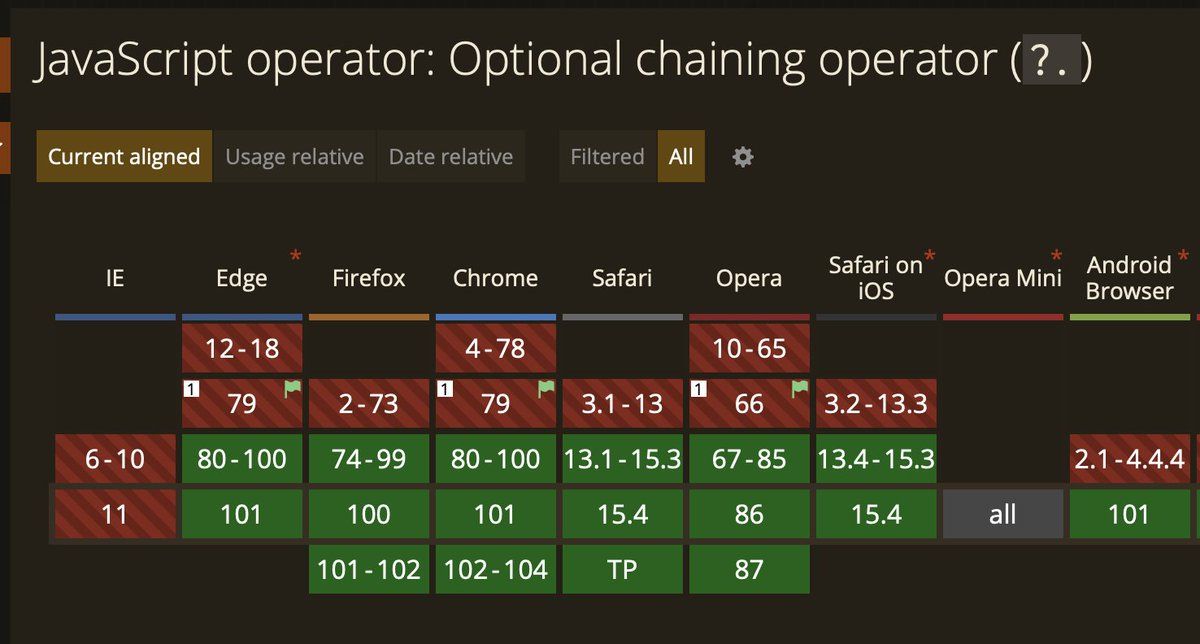 JavaScript operator: Optional chaining operator (?.)
Current aligned Usage relative Date relative Filtered All
IE Edge * Firefox Chrome Safari Opera Safari on iOS * Opera Mini * Android Browser *
12-18 4-78 10-65
1 79 2-73 1 79 3.1-13 1 66 3.2-13.3
6-10 80-100 74-99 80-100 13.1-15.3 67-85 13.4-15.3 2.1-4.4.4
11 101 100 101 15.4 86 15.4 all 101
101-102 102-104 TP 87